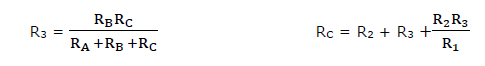 R₃ = R_B R_C / (R_A + R_B + R_C)
R_C = R₂ + R₃ + R₂R₃ / R₁